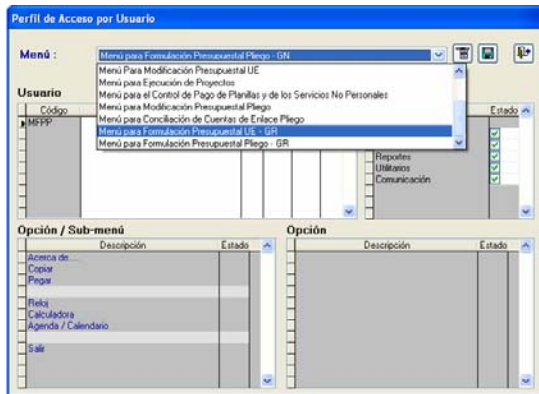 Perfil de Acceso por Usuario
Menú :
Menú para Formulación Presupuestal Pliego - GN
Menú Para Modificación Presupuestal UE
Menú para Ejecución de Proyectos
Menú para el Control de Pago de Planillas y de los Servicios No Personales
Menú para Modificación Presupuestal Pliego
Menú para Conciliación de Cuentas de Enlace Pliego
Menú para Formulación Presupuestal UE - GR
Menú para Formulación Presupuestal Pliego - GR
Usuario
Código
Estado
MFPP
Reportes
Utilitarios
Comunicación
Opción / Sub-menú
Opción
Descripción Estado
Descripción Estado
Acerca de.....
Copiar
Pegar
Reloj
Calculadora
Agenda / Calendario
Salir